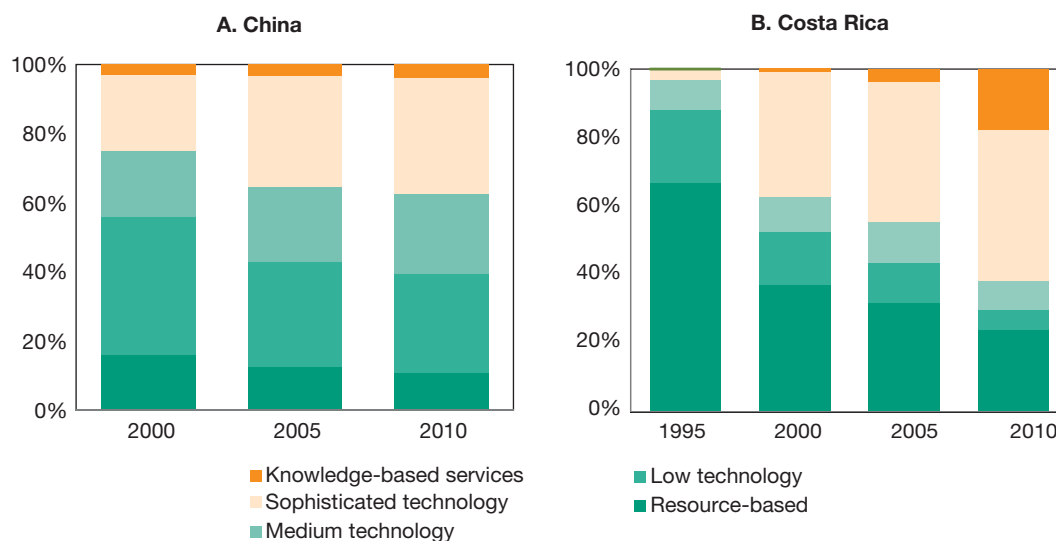 A. China
100%
80%
60%
40%
20%
0%
2000 2005 2010
B. Costa Rica
100%
80%
60%
40%
20%
0%
1995 2000 2005 2010
Knowledge-based services
Sophisticated technology
Medium technology
Low technology
Resource-based